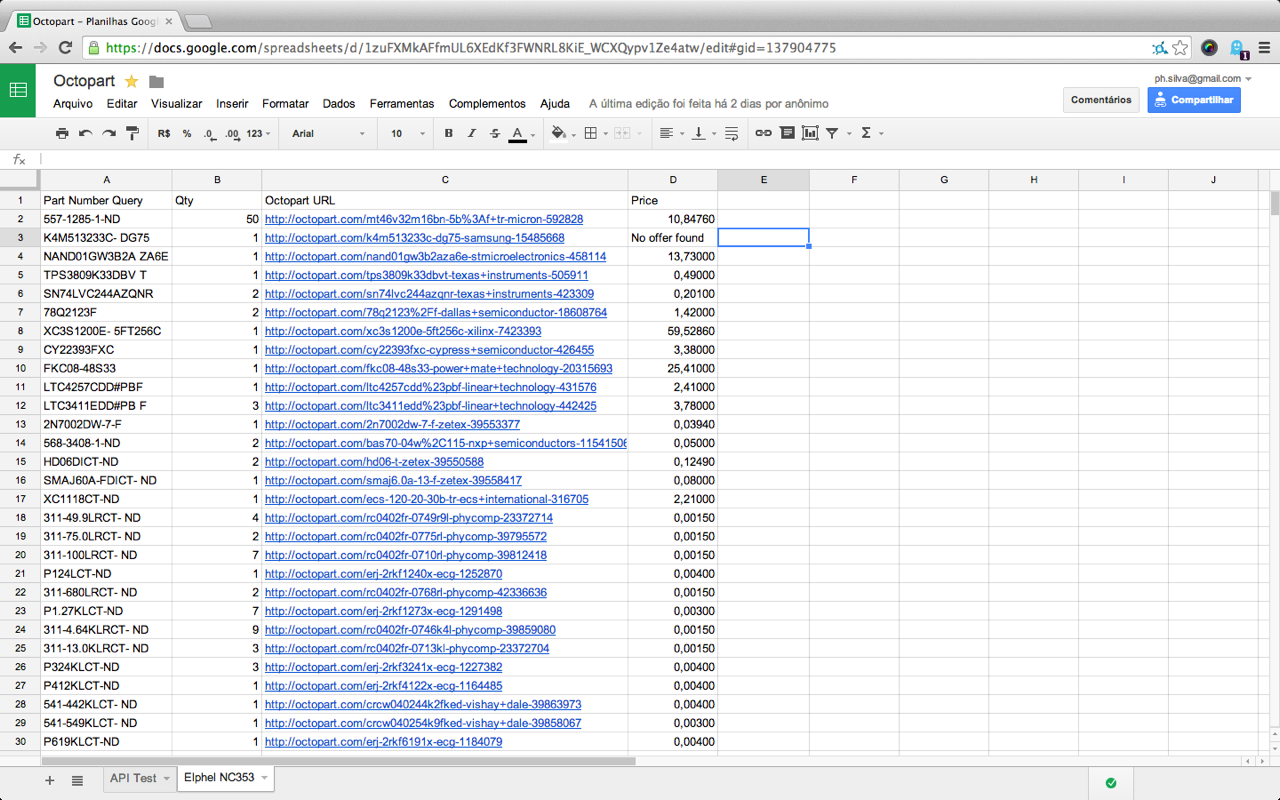 Octopart – Planilhas Goog
https://docs.google.com/spreadsheets/d/1zuFXMkAFfmUL6XEdKf3FWNRL8KiE_WCXQypv1Ze4atw/edit#gid=137904775
1
Octopart
ph.silva@gmail.com
Arquivo Editar Visualizar Inserir Formatar Dados Ferramentas Complementos Ajuda A última edição foi feita há 2 dias por anônimo
Comentários Compartilhar
R$ % .0 .00 123 Arial 10 B I S A Σ
fx
A B C D E F G H I J
1 Part Number Query Qty Octopart URL Price
2 557-1285-1-ND 50 http://octopart.com/mt46v32m16bn-5b%3Af+tr-micron-592828 10,84760
3 K4M513233C- DG75 1 http://octopart.com/k4m513233c-dg75-samsung-15485668 No offer found
4 NAND01GW3B2A ZA6E 1 http://octopart.com/nand01gw3b2aza6e-stmicroelectronics-458114 13,73000
5 TPS3809K33DBV T 1 http://octopart.com/tps3809k33dbvt-texas+instruments-505911 0,49000
6 SN74LVC244AZQNR 2 http://octopart.com/sn74lvc244azqnr-texas+instruments-423309 0,20100
7 78Q2123F 2 http://octopart.com/78q2123%2Ff-dallas+semiconductor-18608764 1,42000
8 XC3S1200E- 5FT256C 1 http://octopart.com/xc3s1200e-5ft256c-xilinx-7423393 59,52860
9 CY22393FXC 1 http://octopart.com/cy22393fxc-cypress+semiconductor-426455 3,38000
10 FKC08-48S33 1 http://octopart.com/fkc08-48s33-power+mate+technology-20315693 25,41000
11 LTC4257CDD#PBF 1 http://octopart.com/ltc4257cdd%23pbf-linear+technology-431576 2,41000
12 LTC3411EDD#PB F 3 http://octopart.com/ltc3411edd%23pbf-linear+technology-442425 3,78000
13 2N7002DW-7-F 1 http://octopart.com/2n7002dw-7-f-zetex-39553377 0,03940
14 568-3408-1-ND 2 http://octopart.com/bas70-04w%2C115-nxp+semiconductors-11541506 0,05000
15 HD06DICT-ND 2 http://octopart.com/hd06-t-zetex-39550588 0,12490
16 SMAJ60A-FDICT- ND 1 http://octopart.com/smaj6.0a-13-f-zetex-39558417 0,08000
17 XC1118CT-ND 1 http://octopart.com/ecs-120-20-30b-tr-ecs+international-316705 2,21000
18 311-49.9LRCT- ND 4 http://octopart.com/rc0402fr-0749r9l-phycomp-23372714 0,00150
19 311-75.0LRCT- ND 2 http://octopart.com/rc0402fr-0775rl-phycomp-39795572 0,00150
20 311-100LRCT- ND 7 http://octopart.com/rc0402fr-0710rl-phycomp-39812418 0,00150
21 P124LCT-ND 1 http://octopart.com/erj-2rkf1240x-ecg-1252870 0,00400
22 311-680LRCT- ND 2 http://octopart.com/rc0402fr-0768rl-phycomp-42336636 0,00150
23 P1.27KLCT-ND 7 http://octopart.com/erj-2rkf1273x-ecg-1291498 0,00300
24 311-4.64KLRCT- ND 9 http://octopart.com/rc0402fr-0746k4l-phycomp-39859080 0,00150
25 311-13.0KLRCT- ND 3 http://octopart.com/rc0402fr-0713kl-phycomp-23372704 0,00150
26 P324KLCT-ND 3 http://octopart.com/erj-2rkf3241x-ecg-1227382 0,00400
27 P412KLCT-ND 1 http://octopart.com/erj-2rkf4122x-ecg-1164485 0,00400
28 541-442KLCT- ND 1 http://octopart.com/crcw040244k2fked-vishay+dale-39863973 0,00400
29 541-549KLCT- ND 1 http://octopart.com/crcw040254k9fked-vishay+dale-39858067 0,00300
30 P619KLCT-ND 1 http://octopart.com/erj-2rkf6191x-ecg-1184079 0,00400
API Test Elphel NC353